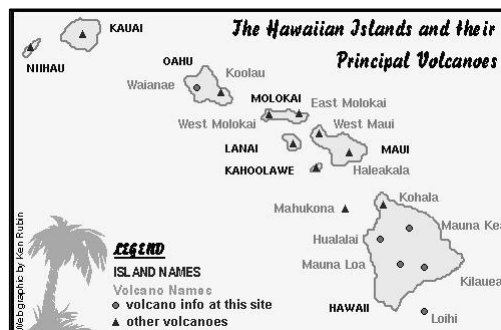 The Hawaiian Islands and their
Principal Volcanoes
KAUAI
NIIHAU
OAHU
Waianae
Koolau
MOLOKAI
East Molokai
West Molokai
West Maui
LANAI
MAUI
KAHOOLAWE
Haleakala
Mahukona
Kohala
Mauna Kea
Hualalai
Mauna Loa
Kilauea
HAWAII
Loihi
LEGEND
ISLAND NAMES
Volcano Names
volcano info at this site
other volcanoes
Webgraphic by Ken Rubin